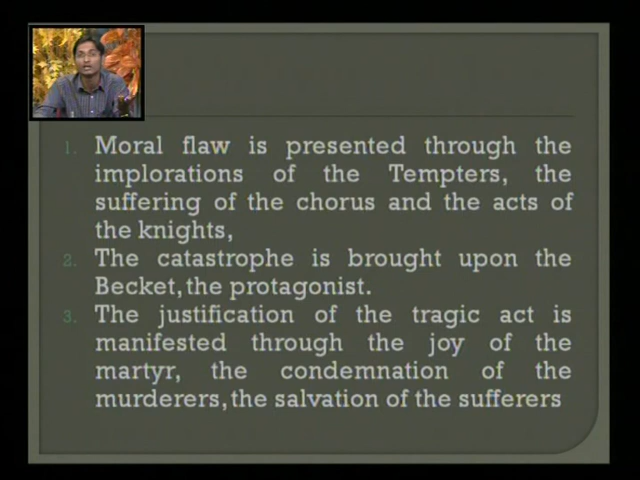 1. Moral flaw is presented through the
implorations of the Tempters, the
suffering of the chorus and the acts of
the knights,
2. The catastrophe is brought upon the
Becket, the protagonist.
3. The justification of the tragic act is
manifested through the joy of the
martyr, the condemnation of the
murderers, the salvation of the sufferers